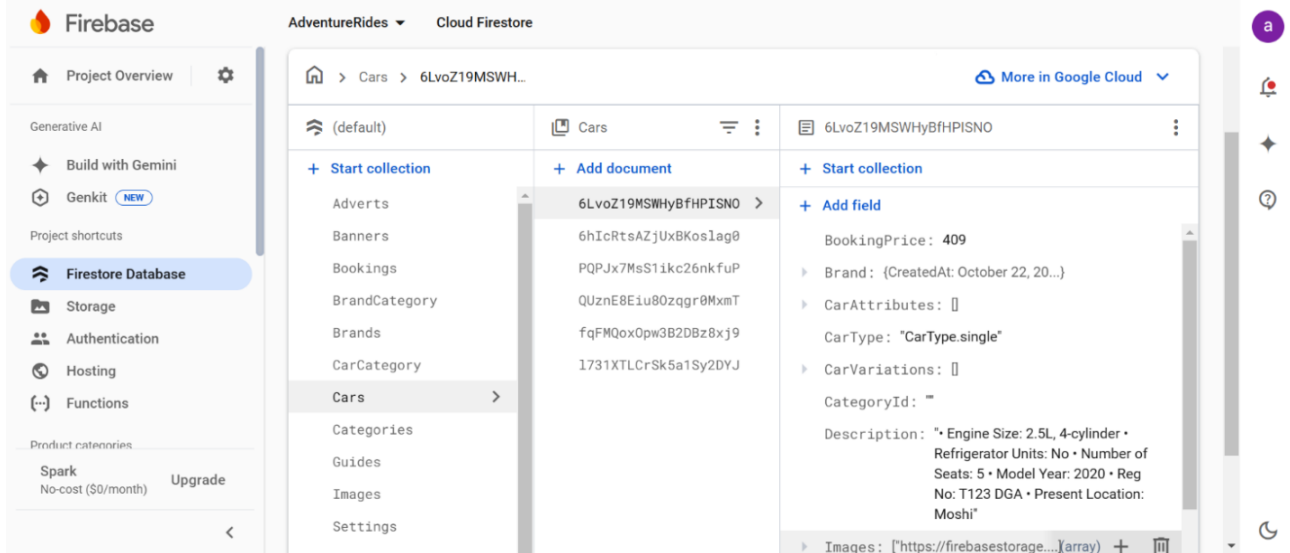 Firebase
AdventureRides
Cloud Firestore
a
Project Overview
Generative AI
Build with Gemini
Genkit NEW
Project shortcuts
Firestore Database
Storage
Authentication
Hosting
Functions
Product categories
Spark
No-cost ($0/month)
Upgrade
Cars
6LvoZ19MSWH...
More in Google Cloud
(default)
Start collection
Adverts
Banners
Bookings
BrandCategory
Brands
CarCategory
Cars
Categories
Guides
Images
Settings
Cars
Add document
6LvoZ19MSWHyBfHPISNO
6hIcRtsAZjUxBKoslag0
PQPJx7MsS1ikc26nkfuP
QUznE8Eiu8Ozqgr0MxmT
fqFMQoxOpw3B2DBz8xj9
l731XTLCrSk5a1Sy2DYJ
6LvoZ19MSWHyBfHPISNO
Start collection
Add field
BookingPrice: 409
Brand: {CreatedAt: October 22, 20...}
CarAttributes: []
CarType: "CarType.single"
CarVariations: []
CategoryId: ""
Description: "• Engine Size: 2.5L, 4-cylinder •
Refrigerator Units: No • Number of
Seats: 5 • Model Year: 2020 • Reg
No: T123 DGA • Present Location:
Moshi"
Images: ["https://firebasestorage....](array)